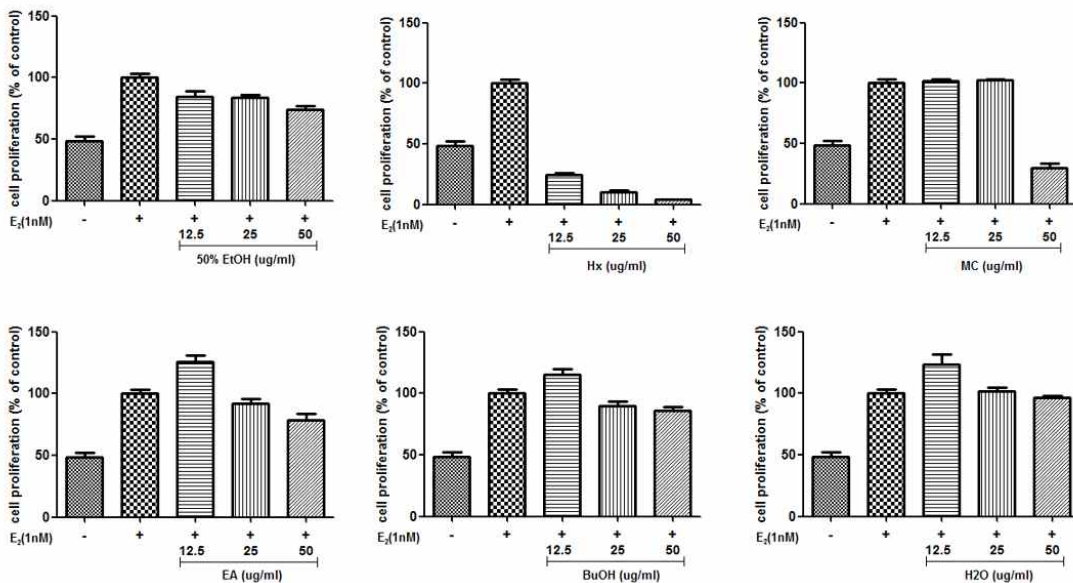 cell proliferation (% of control)
150
100
50
0
E₂(1nM) - + + + +
12.5 25 50
50% EtOH (ug/ml)
cell proliferation (% of control)
150
100
50
0
E₂(1nM) - + + + +
12.5 25 50
Hx (ug/ml)
cell proliferation (% of control)
150
100
50
0
E₂(1nM) - + + + +
12.5 25 50
MC (ug/ml)
cell proliferation (% of control)
150
100
50
0
E₂(1nM) - + + + +
12.5 25 50
EA (ug/ml)
cell proliferation (% of control)
150
100
50
0
E₂(1nM) - + + + +
12.5 25 50
BuOH (ug/ml)
cell proliferation (% of control)
150
100
50
0
E₂(1nM) - + + + +
12.5 25 50
H2O (ug/ml)